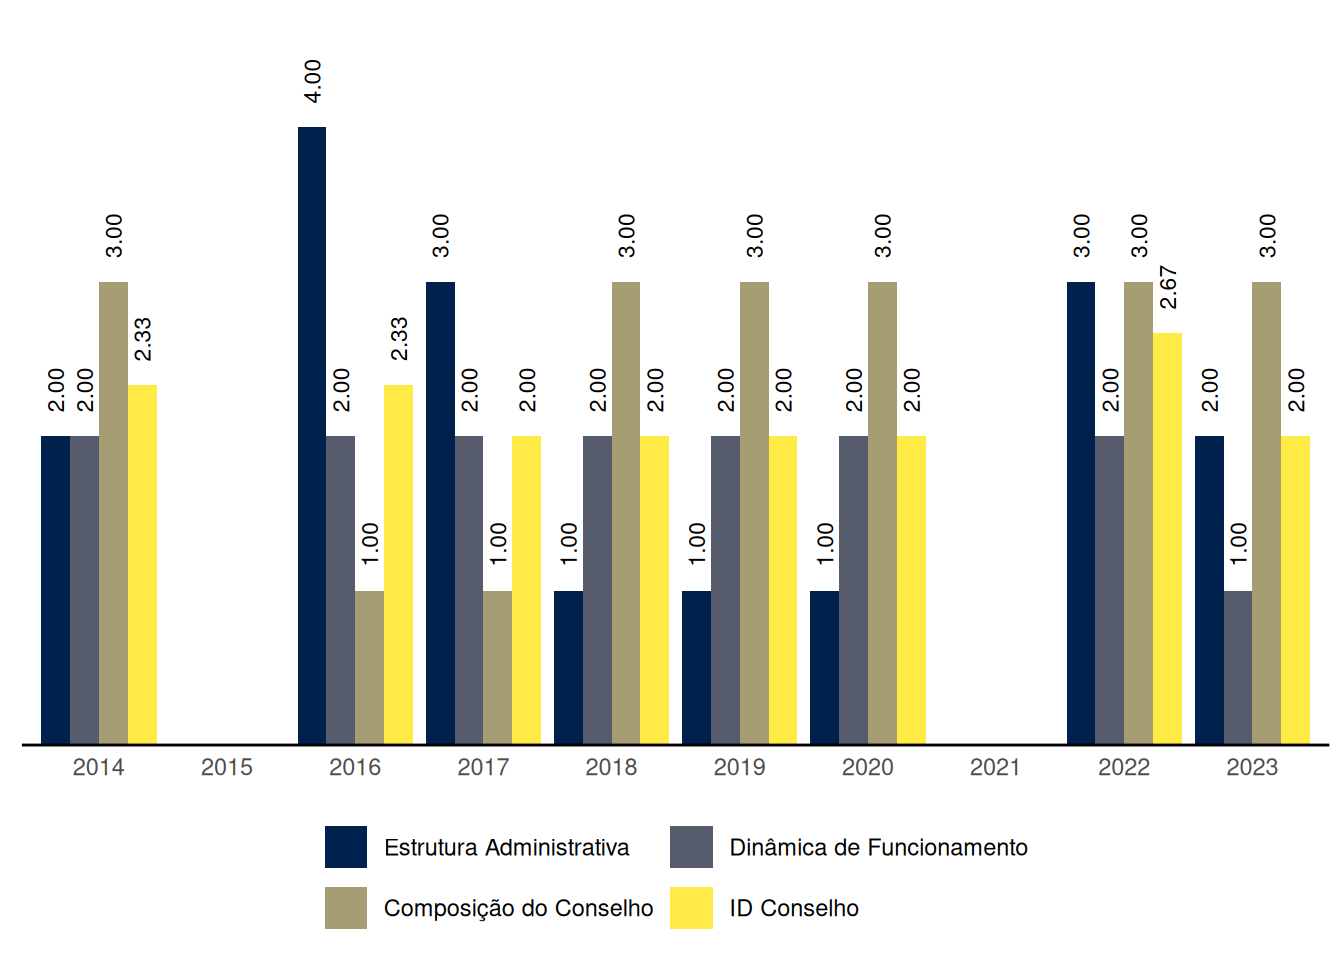 4.00
3.00 3.00 3.00 3.00 3.00 3.00 3.00 3.00
2.67
2.33 2.33
2.00 2.00 2.00 2.00 2.00 2.00 2.00 2.00 2.00 2.00 2.00 2.00 2.00 2.00
1.00 1.00 1.00 1.00 1.00 1.00
2014 2015 2016 2017 2018 2019 2020 2021 2022 2023
Estrutura Administrativa Dinâmica de Funcionamento
Composição do Conselho ID Conselho